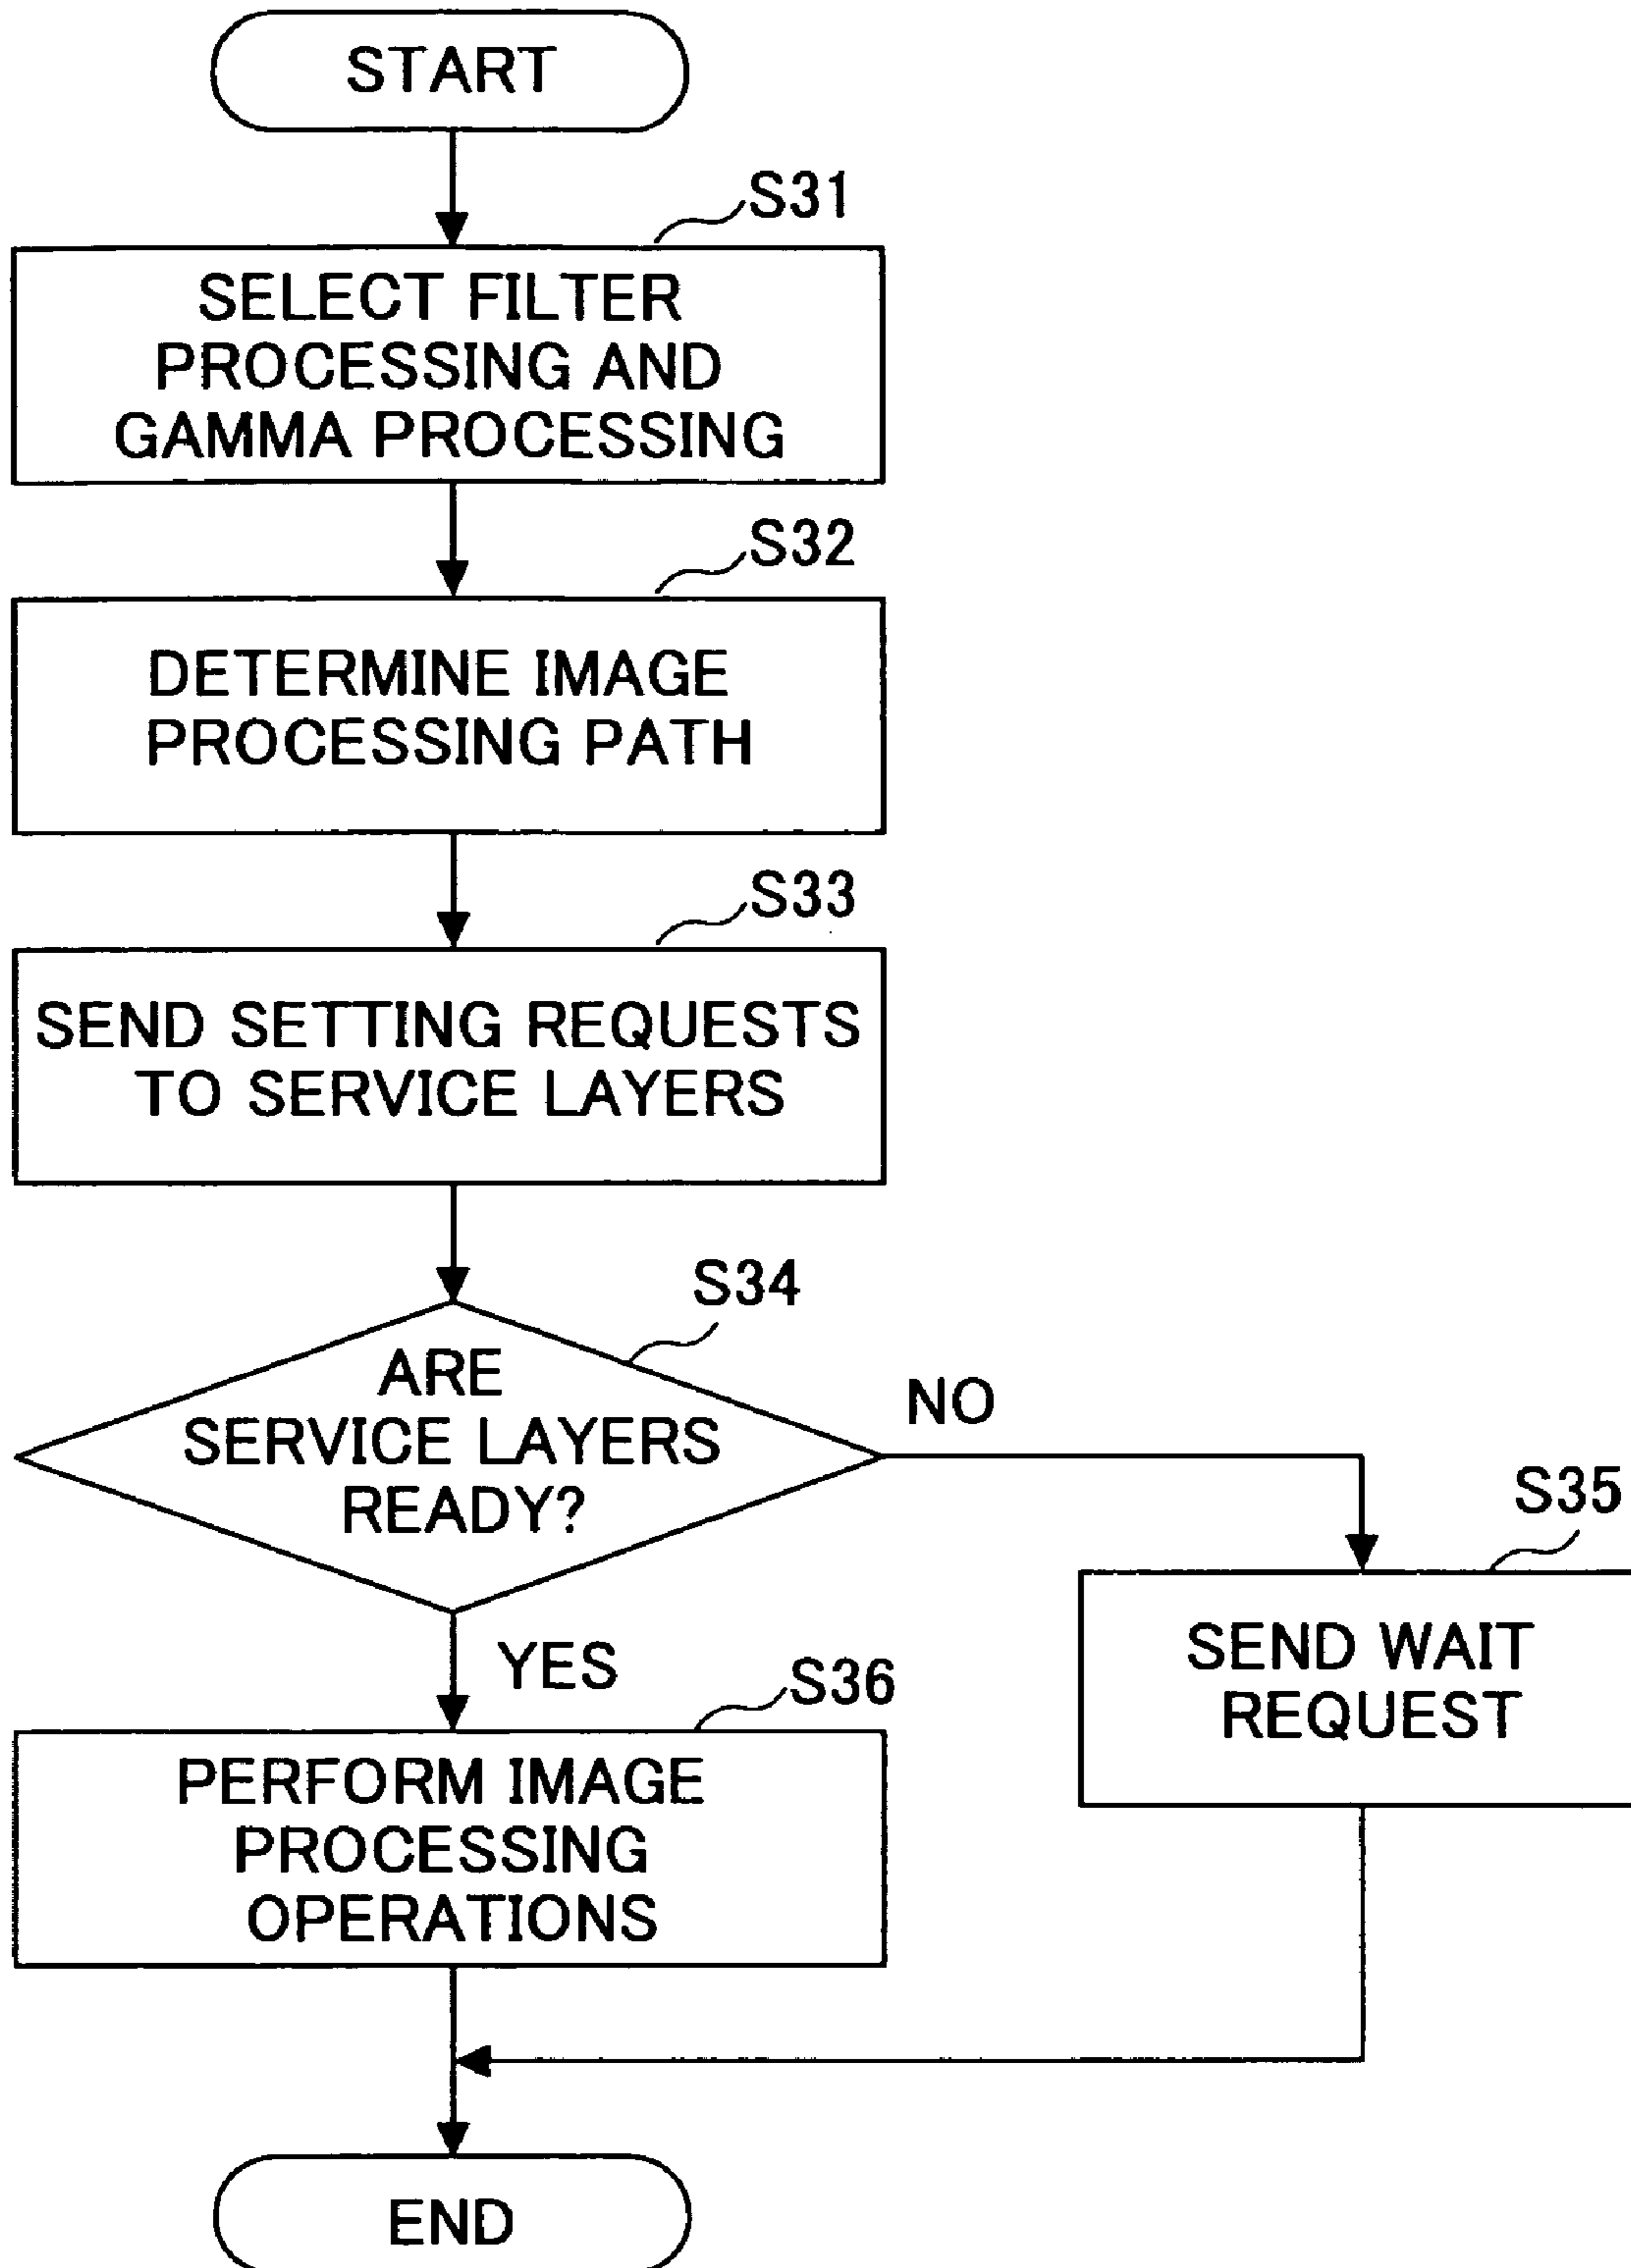 START
S31
SELECT FILTER
PROCESSING AND
GAMMA PROCESSING
S32
DETERMINE IMAGE
PROCESSING PATH
S33
SEND SETTING REQUESTS
TO SERVICE LAYERS
S34
ARE
SERVICE LAYERS
READY?
NO
S35
SEND WAIT
REQUEST
YES
S36
PERFORM IMAGE
PROCESSING
OPERATIONS
END